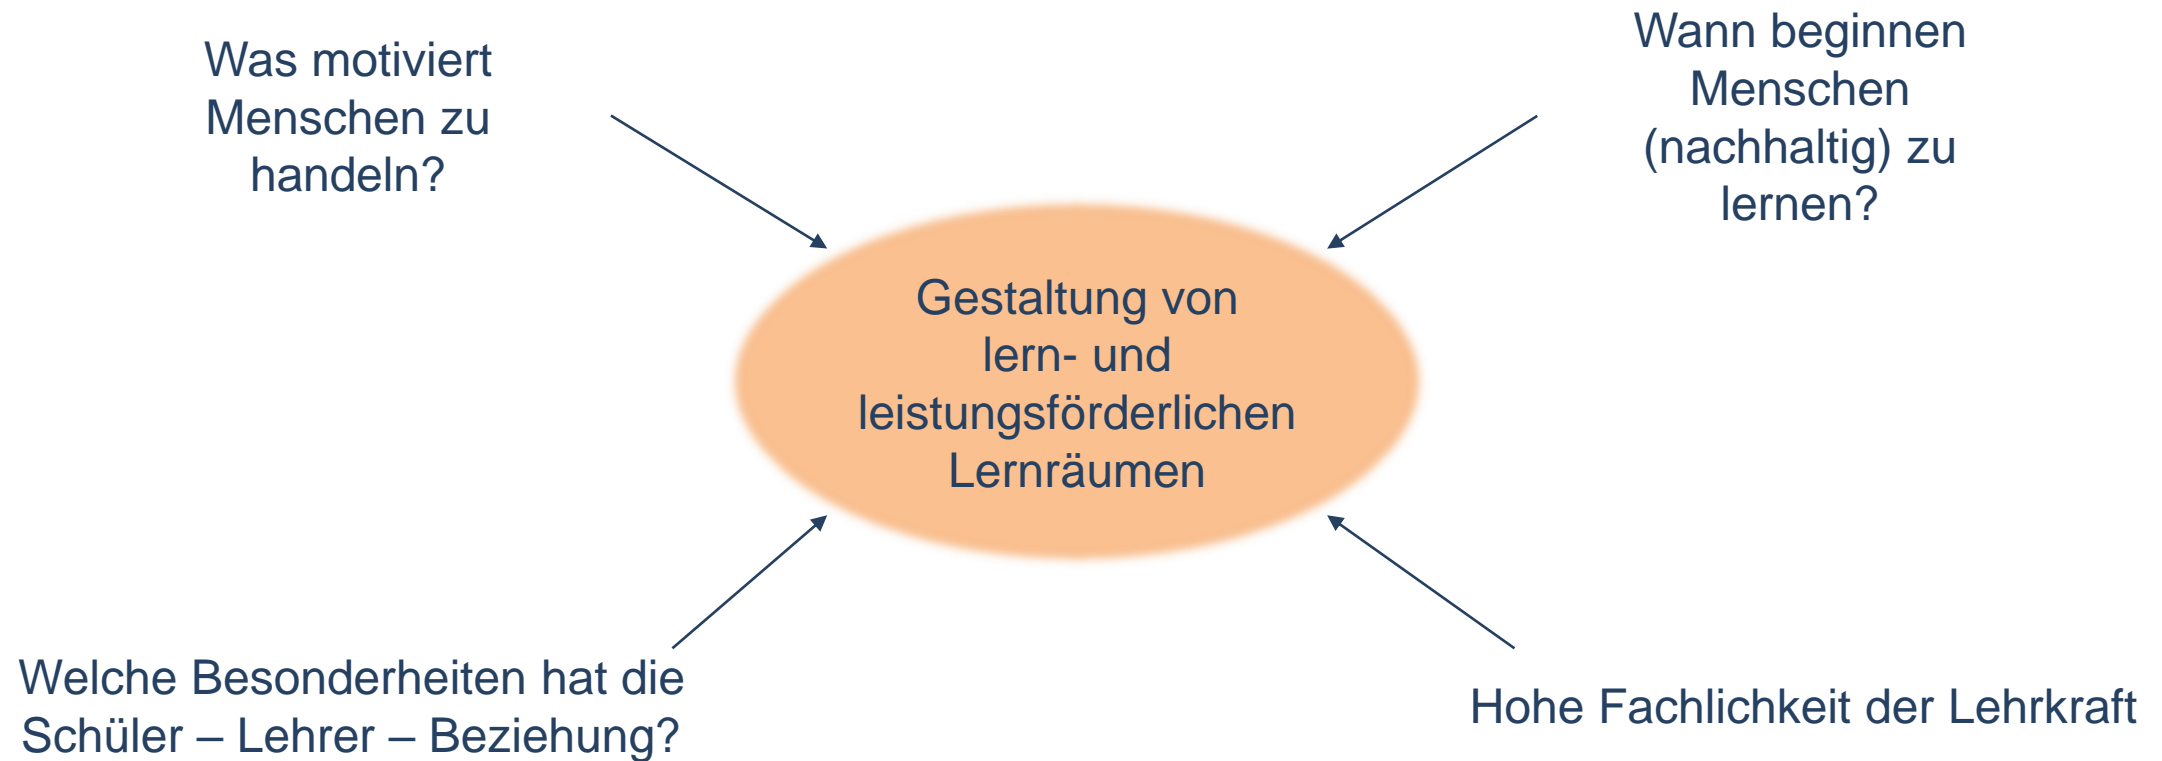 Was motiviert
Menschen zu
handeln?
Wann beginnen
Menschen
(nachhaltig) zu
lernen?
Gestaltung von
lern- und
leistungsförderlichen
Lernräumen
Welche Besonderheiten hat die
Schüler – Lehrer – Beziehung?
Hohe Fachlichkeit der Lehrkraft